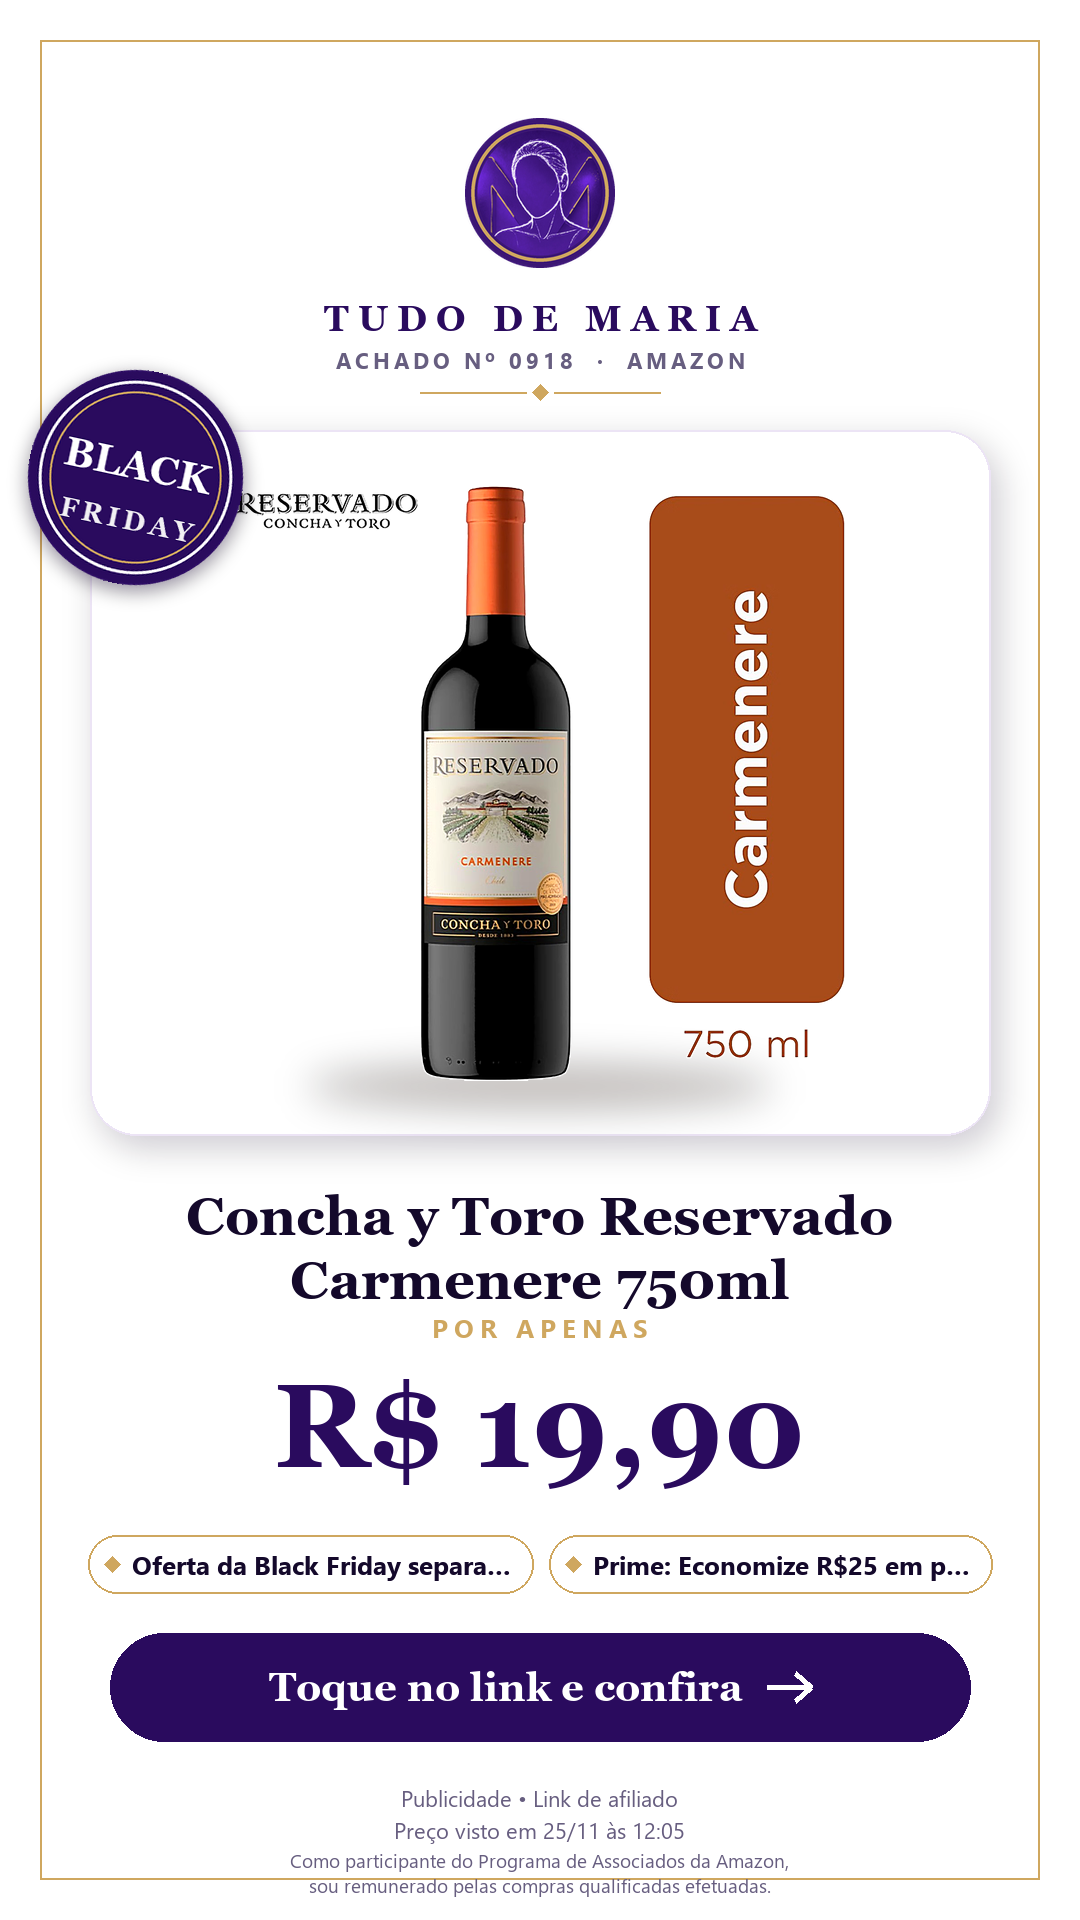 TUDO DE MARIA
ACHADO Nº 0918 · AMAZON
BLACK
FRIDAY
RESERVADO
CONCHA Y TORO
RESERVADO
CARMENERE
Chile
CONCHA Y TORO
DESDE 1883
Carmenere
750 ml
Concha y Toro Reservado
Carmenere 750ml
POR APENAS
R$ 19,90
Oferta da Black Friday separa...
Prime: Economize R$25 em p...
Toque no link e confira →
Publicidade • Link de afiliado
Preço visto em 25/11 às 12:05
Como participante do Programa de Associados da Amazon,
sou remunerado pelas compras qualificadas efetuadas.